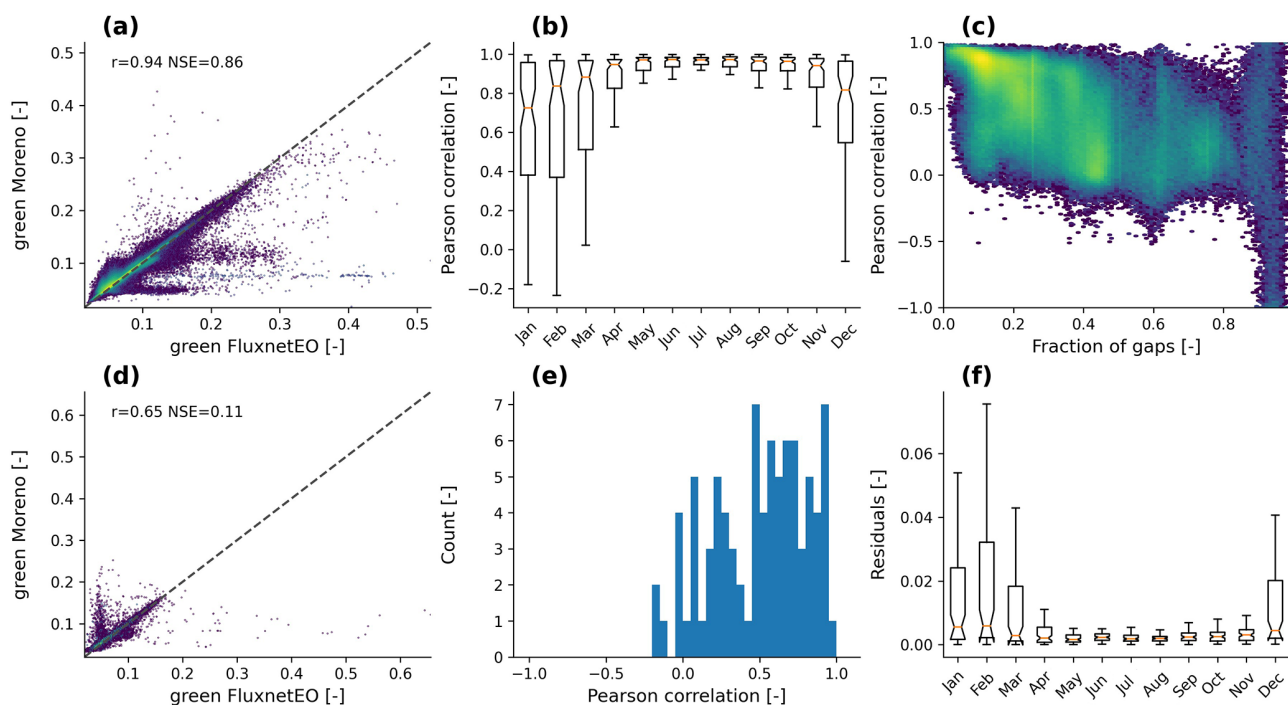 (a)
r=0.94 NSE=0.86
green Moreno [-]
0.5
0.4
0.3
0.2
0.1
0.1 0.2 0.3 0.4 0.5
green FluxnetEO [-]
(b)
Pearson correlation [-]
1.0
0.8
0.6
0.4
0.2
0.0
−0.2
Jan Feb Mar Apr May Jun Jul Aug Sep Oct Nov Dec
(c)
Pearson correlation [-]
1.0
0.5
0.0
−0.5
−1.0
0.0 0.2 0.4 0.6 0.8
Fraction of gaps [-]
(d)
r=0.65 NSE=0.11
green Moreno [-]
0.6
0.5
0.4
0.3
0.2
0.1
0.1 0.2 0.3 0.4 0.5 0.6
green FluxnetEO [-]
(e)
Count [-]
7
6
5
4
3
2
1
0
−1.0 −0.5 0.0 0.5 1.0
Pearson correlation [-]
(f)
Residuals [-]
0.06
0.04
0.02
0.00
Jan Feb Mar Apr May Jun Jul Aug Sep Oct Nov Dec